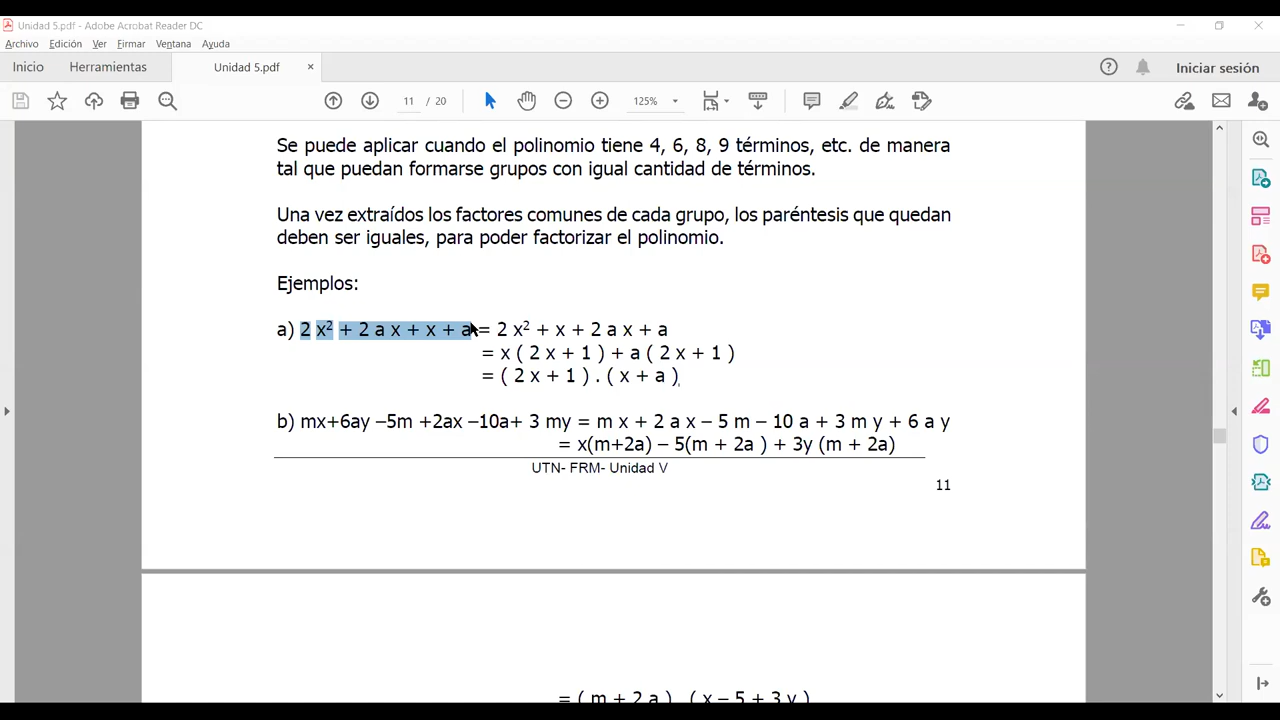 Unidad 5.pdf - Adobe Acrobat Reader DC
Archivo Edición Ver Firmar Ventana Ayuda
Inicio Herramientas Unidad 5.pdf × Iniciar sesión
11 / 20 125%
Se puede aplicar cuando el polinomio tiene 4, 6, 8, 9 términos, etc. de manera
tal que puedan formarse grupos con igual cantidad de términos.
Una vez extraídos los factores comunes de cada grupo, los paréntesis que quedan
deben ser iguales, para poder factorizar el polinomio.
Ejemplos:
a) 2 x² + 2 a x + x + a = 2 x² + x + 2 a x + a
= x ( 2 x + 1 ) + a ( 2 x + 1 )
= ( 2 x + 1 ) . ( x + a )
b) mx+6ay –5m +2ax –10a+ 3 my = m x + 2 a x – 5 m – 10 a + 3 m y + 6 a y
= x(m+2a) – 5(m + 2a ) + 3y (m + 2a)
UTN- FRM- Unidad V
11
= ( m + 2 a ) . ( x – 5 + 3 y )